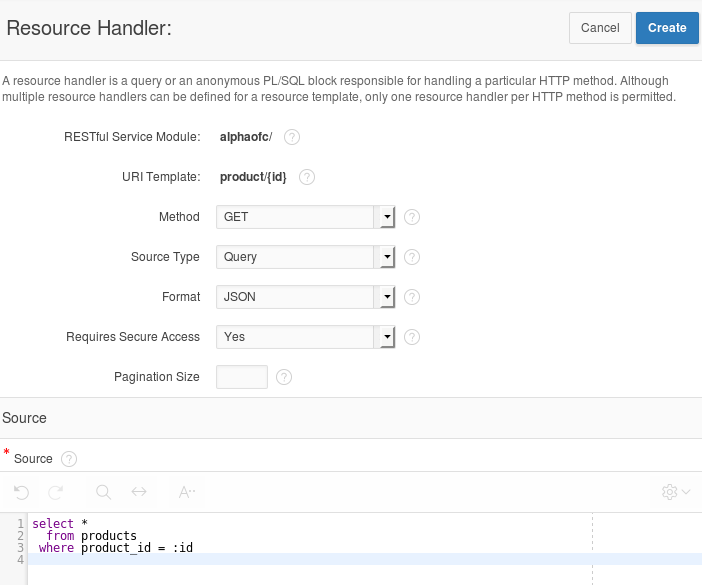 Resource Handler:
Cancel
Create
A resource handler is a query or an anonymous PL/SQL block responsible for handling a particular HTTP method. Although
multiple resource handlers can be defined for a resource template, only one resource handler per HTTP method is permitted.
RESTful Service Module: alphaofc/ ?
URI Template: product/{id} ?
Method GET ?
Source Type Query ?
Format JSON ?
Requires Secure Access Yes ?
Pagination Size ?
Source
* Source ?
A··
1 select *
2 from products
3 where product_id = :id
4